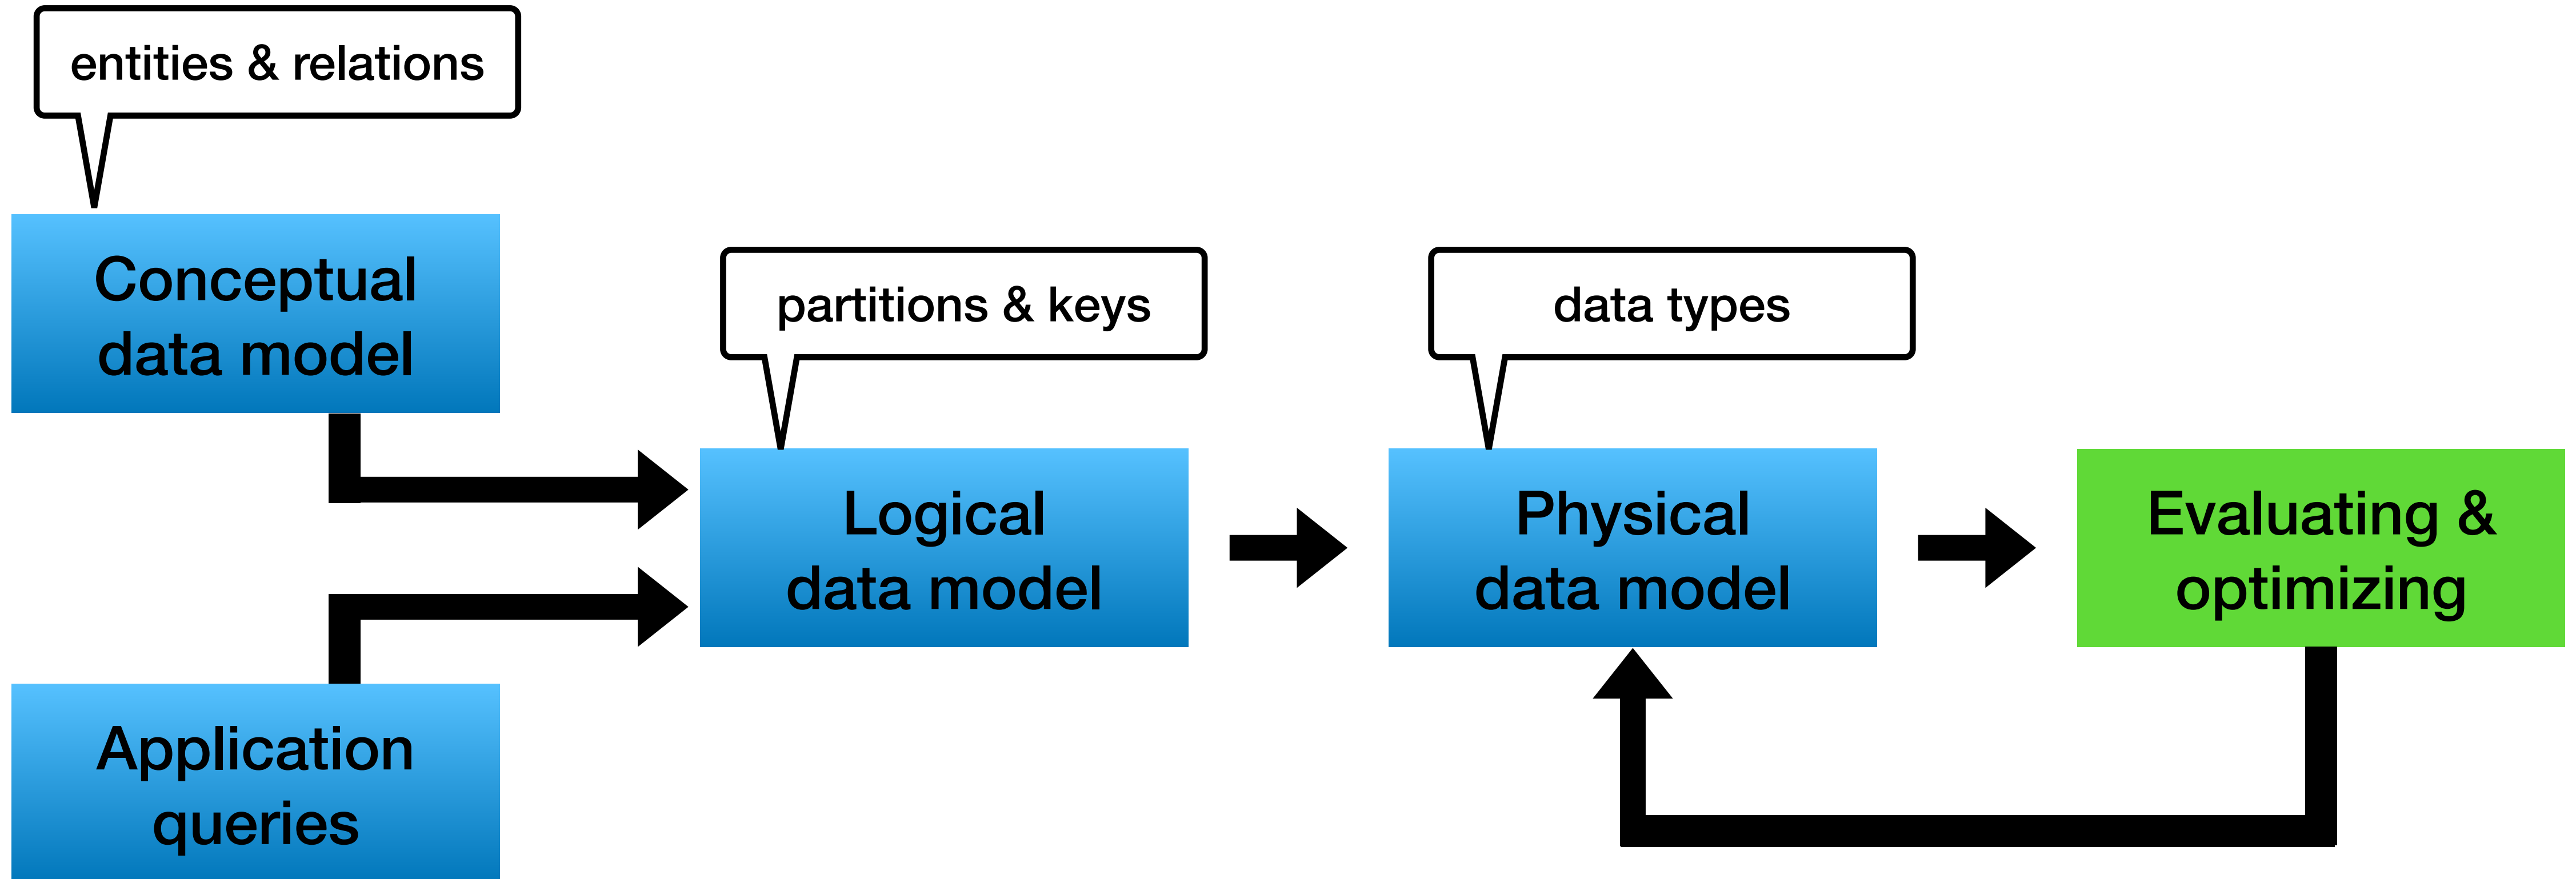 entities & relations
Conceptual
data model
partitions & keys
data types
Logical
data model
Physical
data model
Evaluating &
optimizing
Application
queries